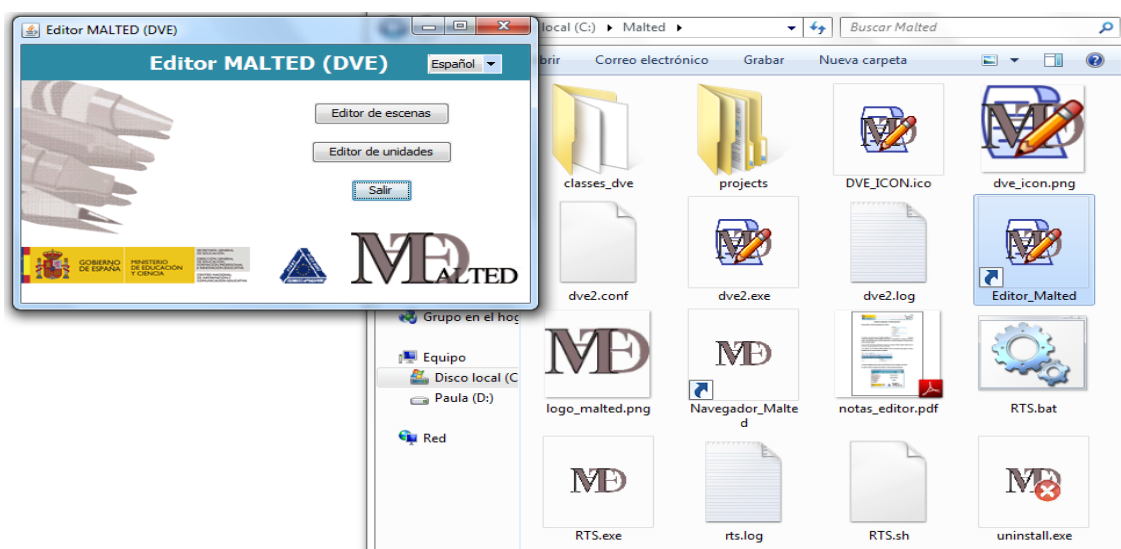 Editor MALTED (DVE)
Editor MALTED (DVE)
Español
Editor de escenas
Editor de unidades
Salir
GOBIERNO
DE ESPAÑA
MINISTERIO
DE EDUCACIÓN
Y CIENCIA
MALTED
local (C:) Malted
Buscar Malted
brir
Correo electrónico
Grabar
Nueva carpeta
classes_dve
projects
DVE_ICON.ico
dve_icon.png
dve2.conf
dve2.exe
dve2.log
Editor_Malted
Grupo en el hog
Equipo
Disco local (C
Paula (D:)
Red
logo_malted.png
Navegador_Malte
d
notas_editor.pdf
RTS.bat
RTS.exe
rts.log
RTS.sh
uninstall.exe